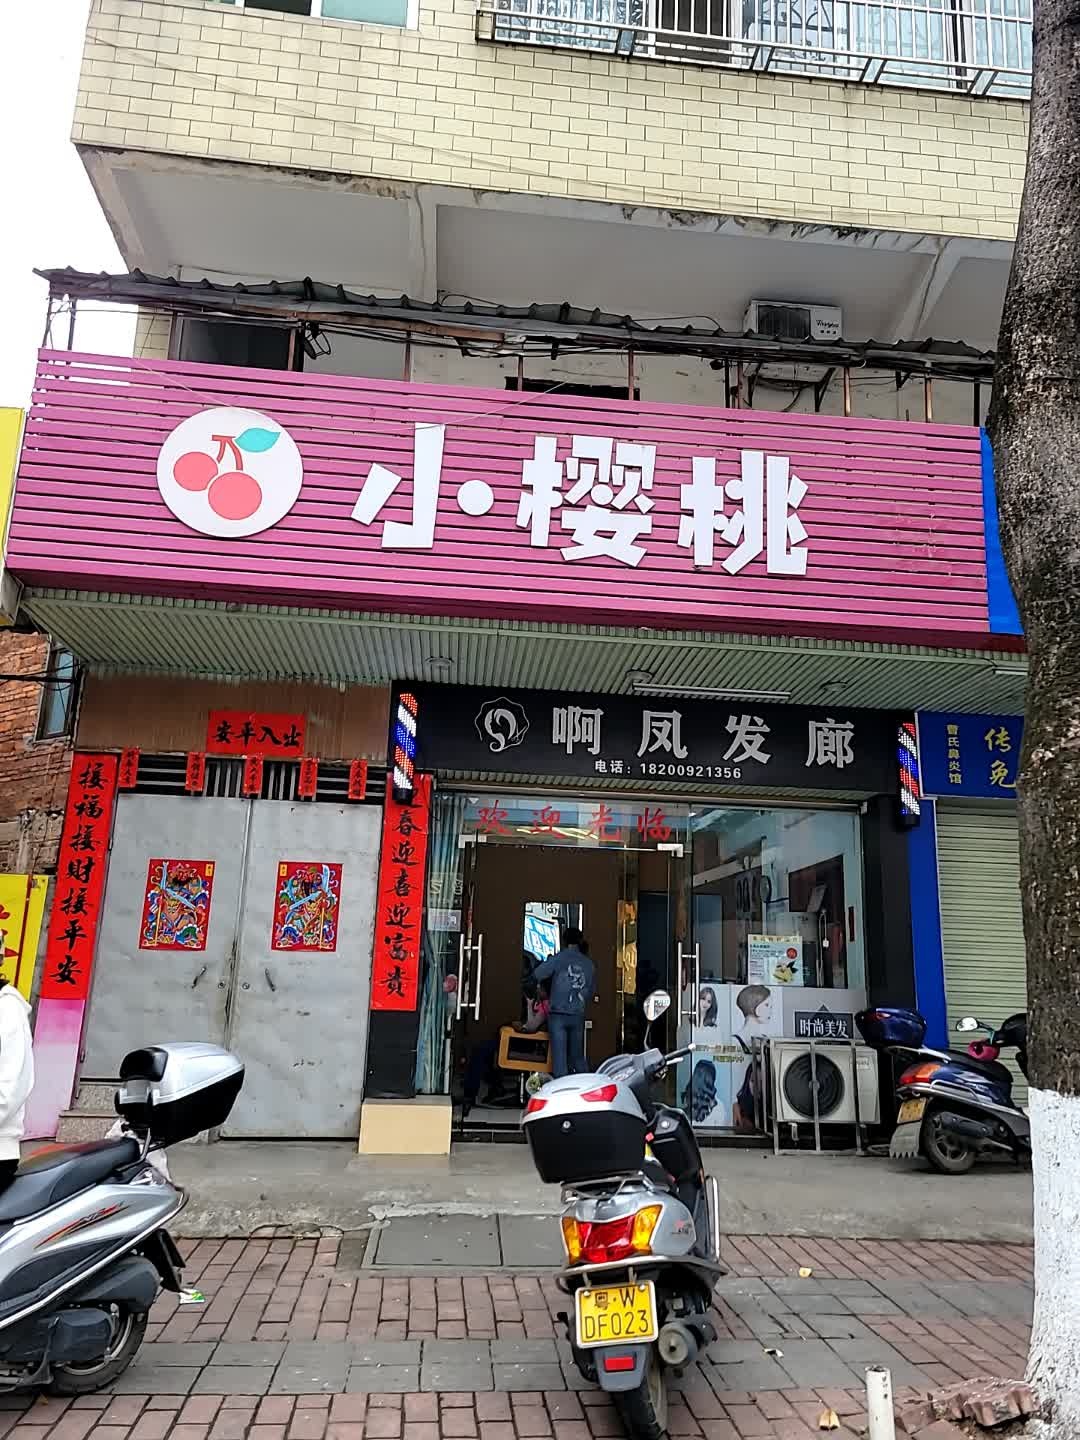 小樱桃
啊凤发廊
电话：18200921356
曹氏鼻炎馆
传
免
出入平安
接福接财接平安
迎春迎喜迎富贵
欢迎光临
时尚美发
粤·W
DF023